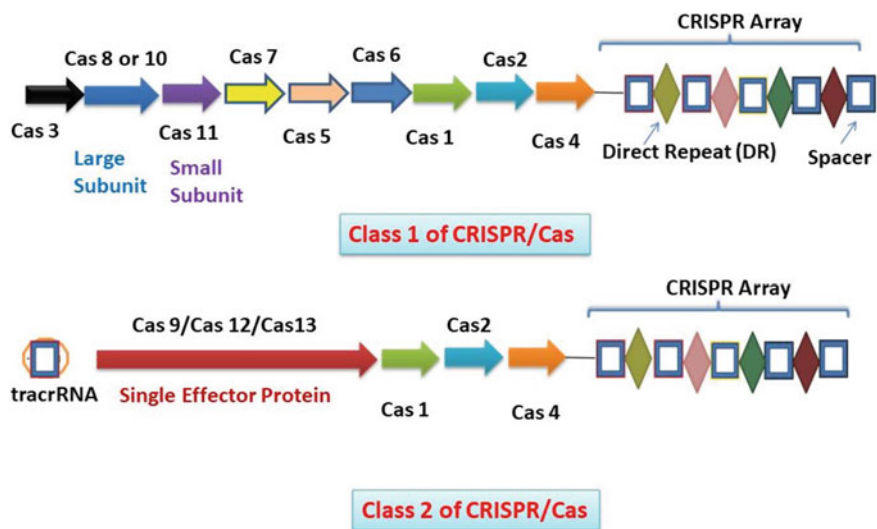 CRISPR Array
Cas 8 or 10
Cas 7
Cas 6
Cas2
Cas 3
Cas 11
Cas 5
Cas 1
Cas 4
Direct Repeat (DR)
Spacer
Large
Subunit
Small
Subunit
Class 1 of CRISPR/Cas
CRISPR Array
Cas 9/Cas 12/Cas13
Cas2
tracrRNA
Single Effector Protein
Cas 1
Cas 4
Class 2 of CRISPR/Cas